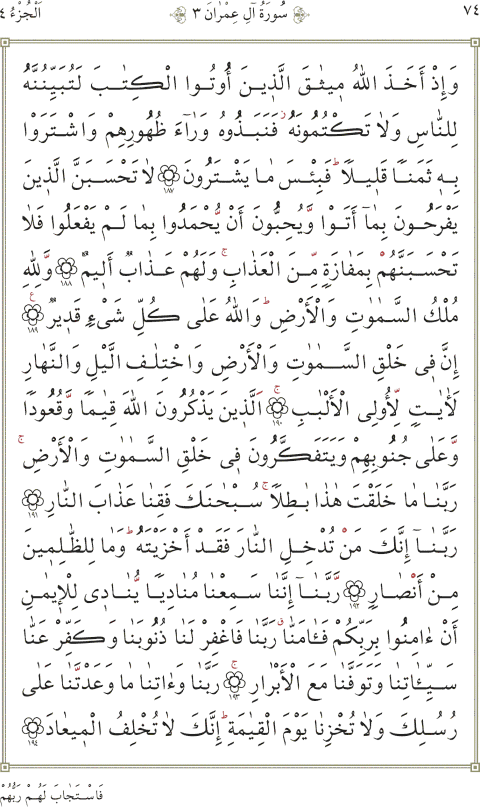 ٧٤ سُورَةُ آلِ عِمْرٰانَ ٣ اَلْجُزْءُ ٤
وَإِذْ أَخَذَ اللّٰهُ مٖيثٰقَ الَّذٖينَ أُوتُوا الْكِتٰبَ لَتُبَيِّنُنَّهُ
لِلنّٰاسِ وَلٰا تَكْتُمُونَهُ فَنَبَذُوهُ وَرٰآءَ ظُهُورِهِمْ وَاشْتَرَوْا
بِهٖ ثَمَنًا قَلٖيلًا فَبِئْسَ مٰا يَشْتَرُونَ ١٨٧ لٰا تَحْسَبَنَّ الَّذٖينَ
يَفْرَحُونَ بِمٰآ أَتَوْا وَّيُحِبُّونَ أَنْ يُّحْمَدُوا بِمٰا لَمْ يَفْعَلُوا فَلٰا
تَحْسَبَنَّهُمْ بِمَفٰازَةٍ مِّنَ الْعَذٰابِ وَلَهُمْ عَذٰابٌ أَلٖيمٌ ١٨٨ وَّلِلّٰهِ
مُلْكُ السَّمٰوٰتِ وَالْأَرْضِ وَاللّٰهُ عَلٰى كُلِّ شَيْءٍ قَدٖيرٌ ١٨٩
إِنَّ فٖي خَلْقِ السَّمٰوٰتِ وَالْأَرْضِ وَاخْتِلٰفِ الَّيْلِ وَالنَّهٰارِ
لَأٰيٰتٍ لِّأُولِي الْأَلْبٰبِ ١٩٠ اَلَّذٖينَ يَذْكُرُونَ اللّٰهَ قِيٰمًا وَّقُعُودًا
وَّعَلٰى جُنُوبِهِمْ وَيَتَفَكَّرُونَ فٖي خَلْقِ السَّمٰوٰتِ وَالْأَرْضِ
رَبَّنٰا مٰا خَلَقْتَ هٰذٰا بٰطِلًا سُبْحٰنَكَ فَقِنٰا عَذٰابَ النّٰارِ ١٩١
رَبَّنٰآ إِنَّكَ مَنْ تُدْخِلِ النّٰارَ فَقَدْ أَخْزَيْتَهُ وَمٰا لِلظّٰلِمٖينَ
مِنْ أَنْصٰارٍ ١٩٢ رَّبَّنٰآ إِنَّنٰا سَمِعْنٰا مُنٰادِيًا يُّنٰادٖي لِلْإٖيمٰنِ
أَنْ ءٰامِنُوا بِرَبِّكُمْ فَـٰٔامَنّٰا رَبَّنٰا فَاغْفِرْ لَنٰا ذُنُوبَنٰا وَكَفِّرْ عَنّٰا
سَيِّـٰٔاتِنٰا وَتَوَفَّنٰا مَعَ الْأَبْرٰارِ ١٩٣ رَبَّنٰا وَءٰاتِنٰا مٰا وَعَدْتَّنٰا عَلٰى
رُسُلِكَ وَلٰا تُخْزِنٰا يَوْمَ الْقِيٰمَةِ إِنَّكَ لٰا تُخْلِفُ الْمٖيعٰادَ ١٩٤
فَاسْتَجٰابَ لَهُمْ رَبُّهُمْ